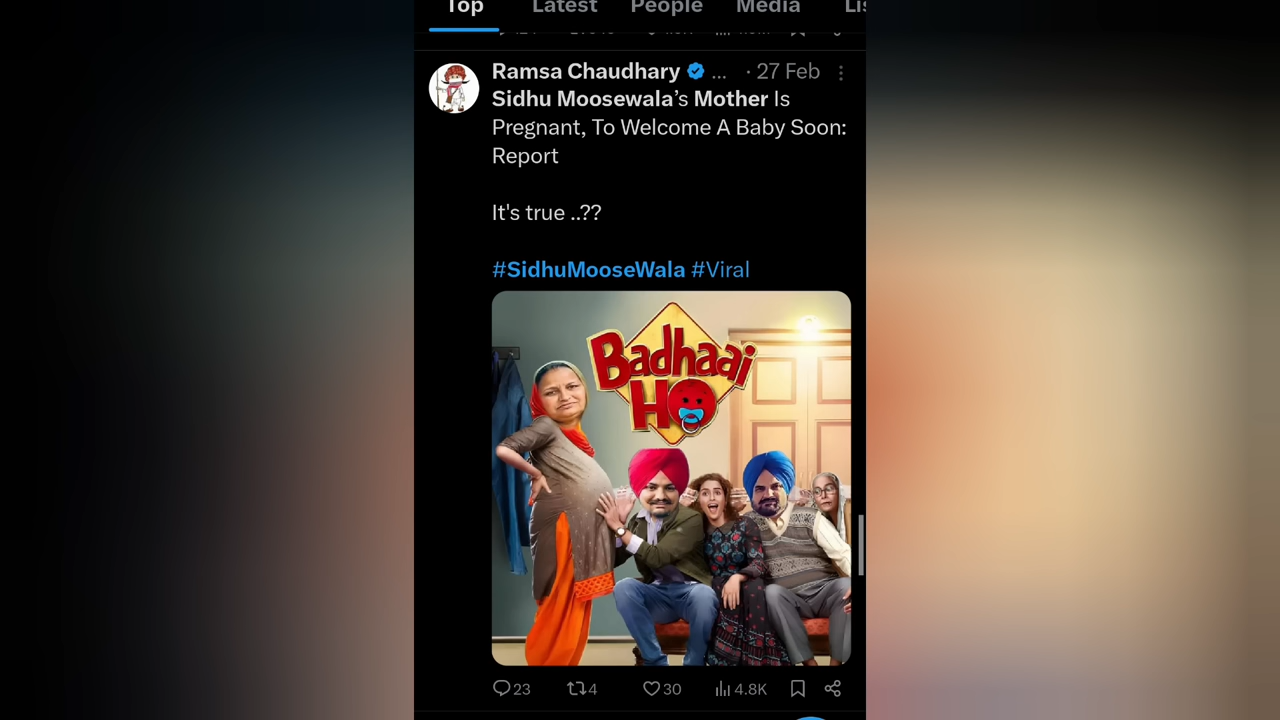 Top Latest People Media Lis
Ramsa Chaudhary ... · 27 Feb
Sidhu Moosewala’s Mother Is
Pregnant, To Welcome A Baby Soon:
Report
It's true ..??
#SidhuMooseWala #Viral
Badhaai
HO
23 4 30 4.8K